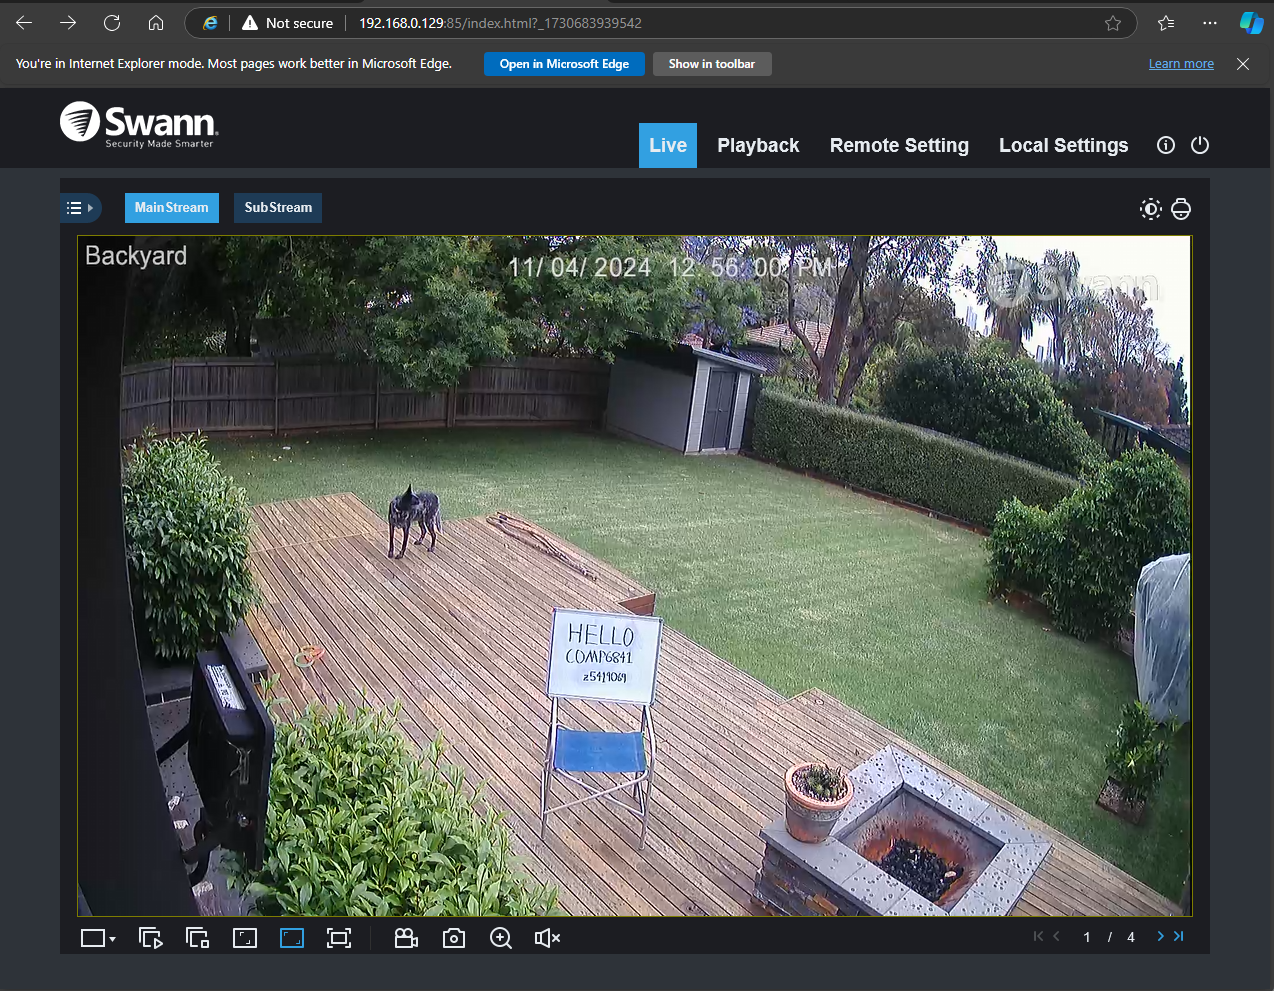 Not secure
192.168.0.129:85/index.html?_1730683939542
You're in Internet Explorer mode. Most pages work better in Microsoft Edge.
Open in Microsoft Edge
Show in toolbar
Learn more
Swann
Security Made Smarter
Live
Playback
Remote Setting
Local Settings
MainStream
SubStream
Backyard
11/04/2024 12:56:00 PM
Swann
HELLO
COMP6841
z5419069
1 / 4